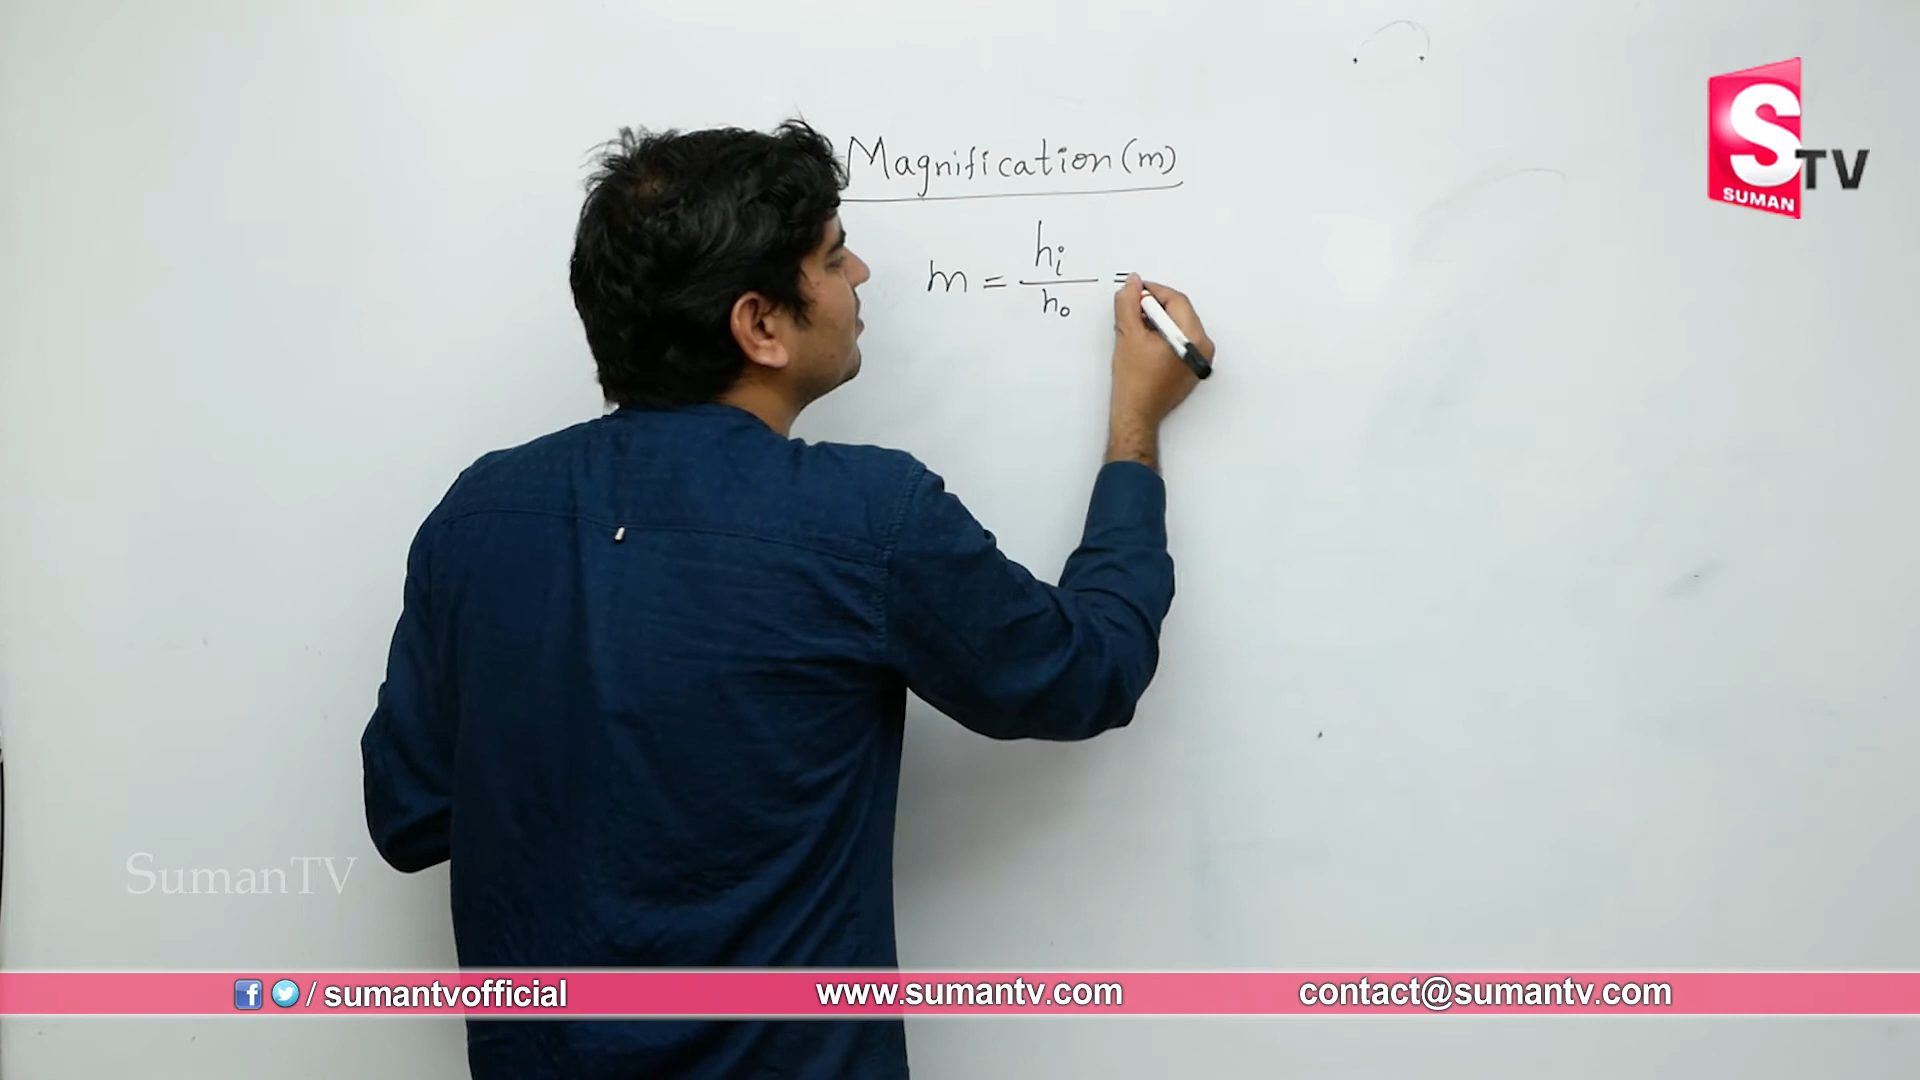 Magnification (m)
m = hi / ho =
S TV
SUMAN
SumanTV
/ sumantvofficial
www.sumantv.com
contact@sumantv.com